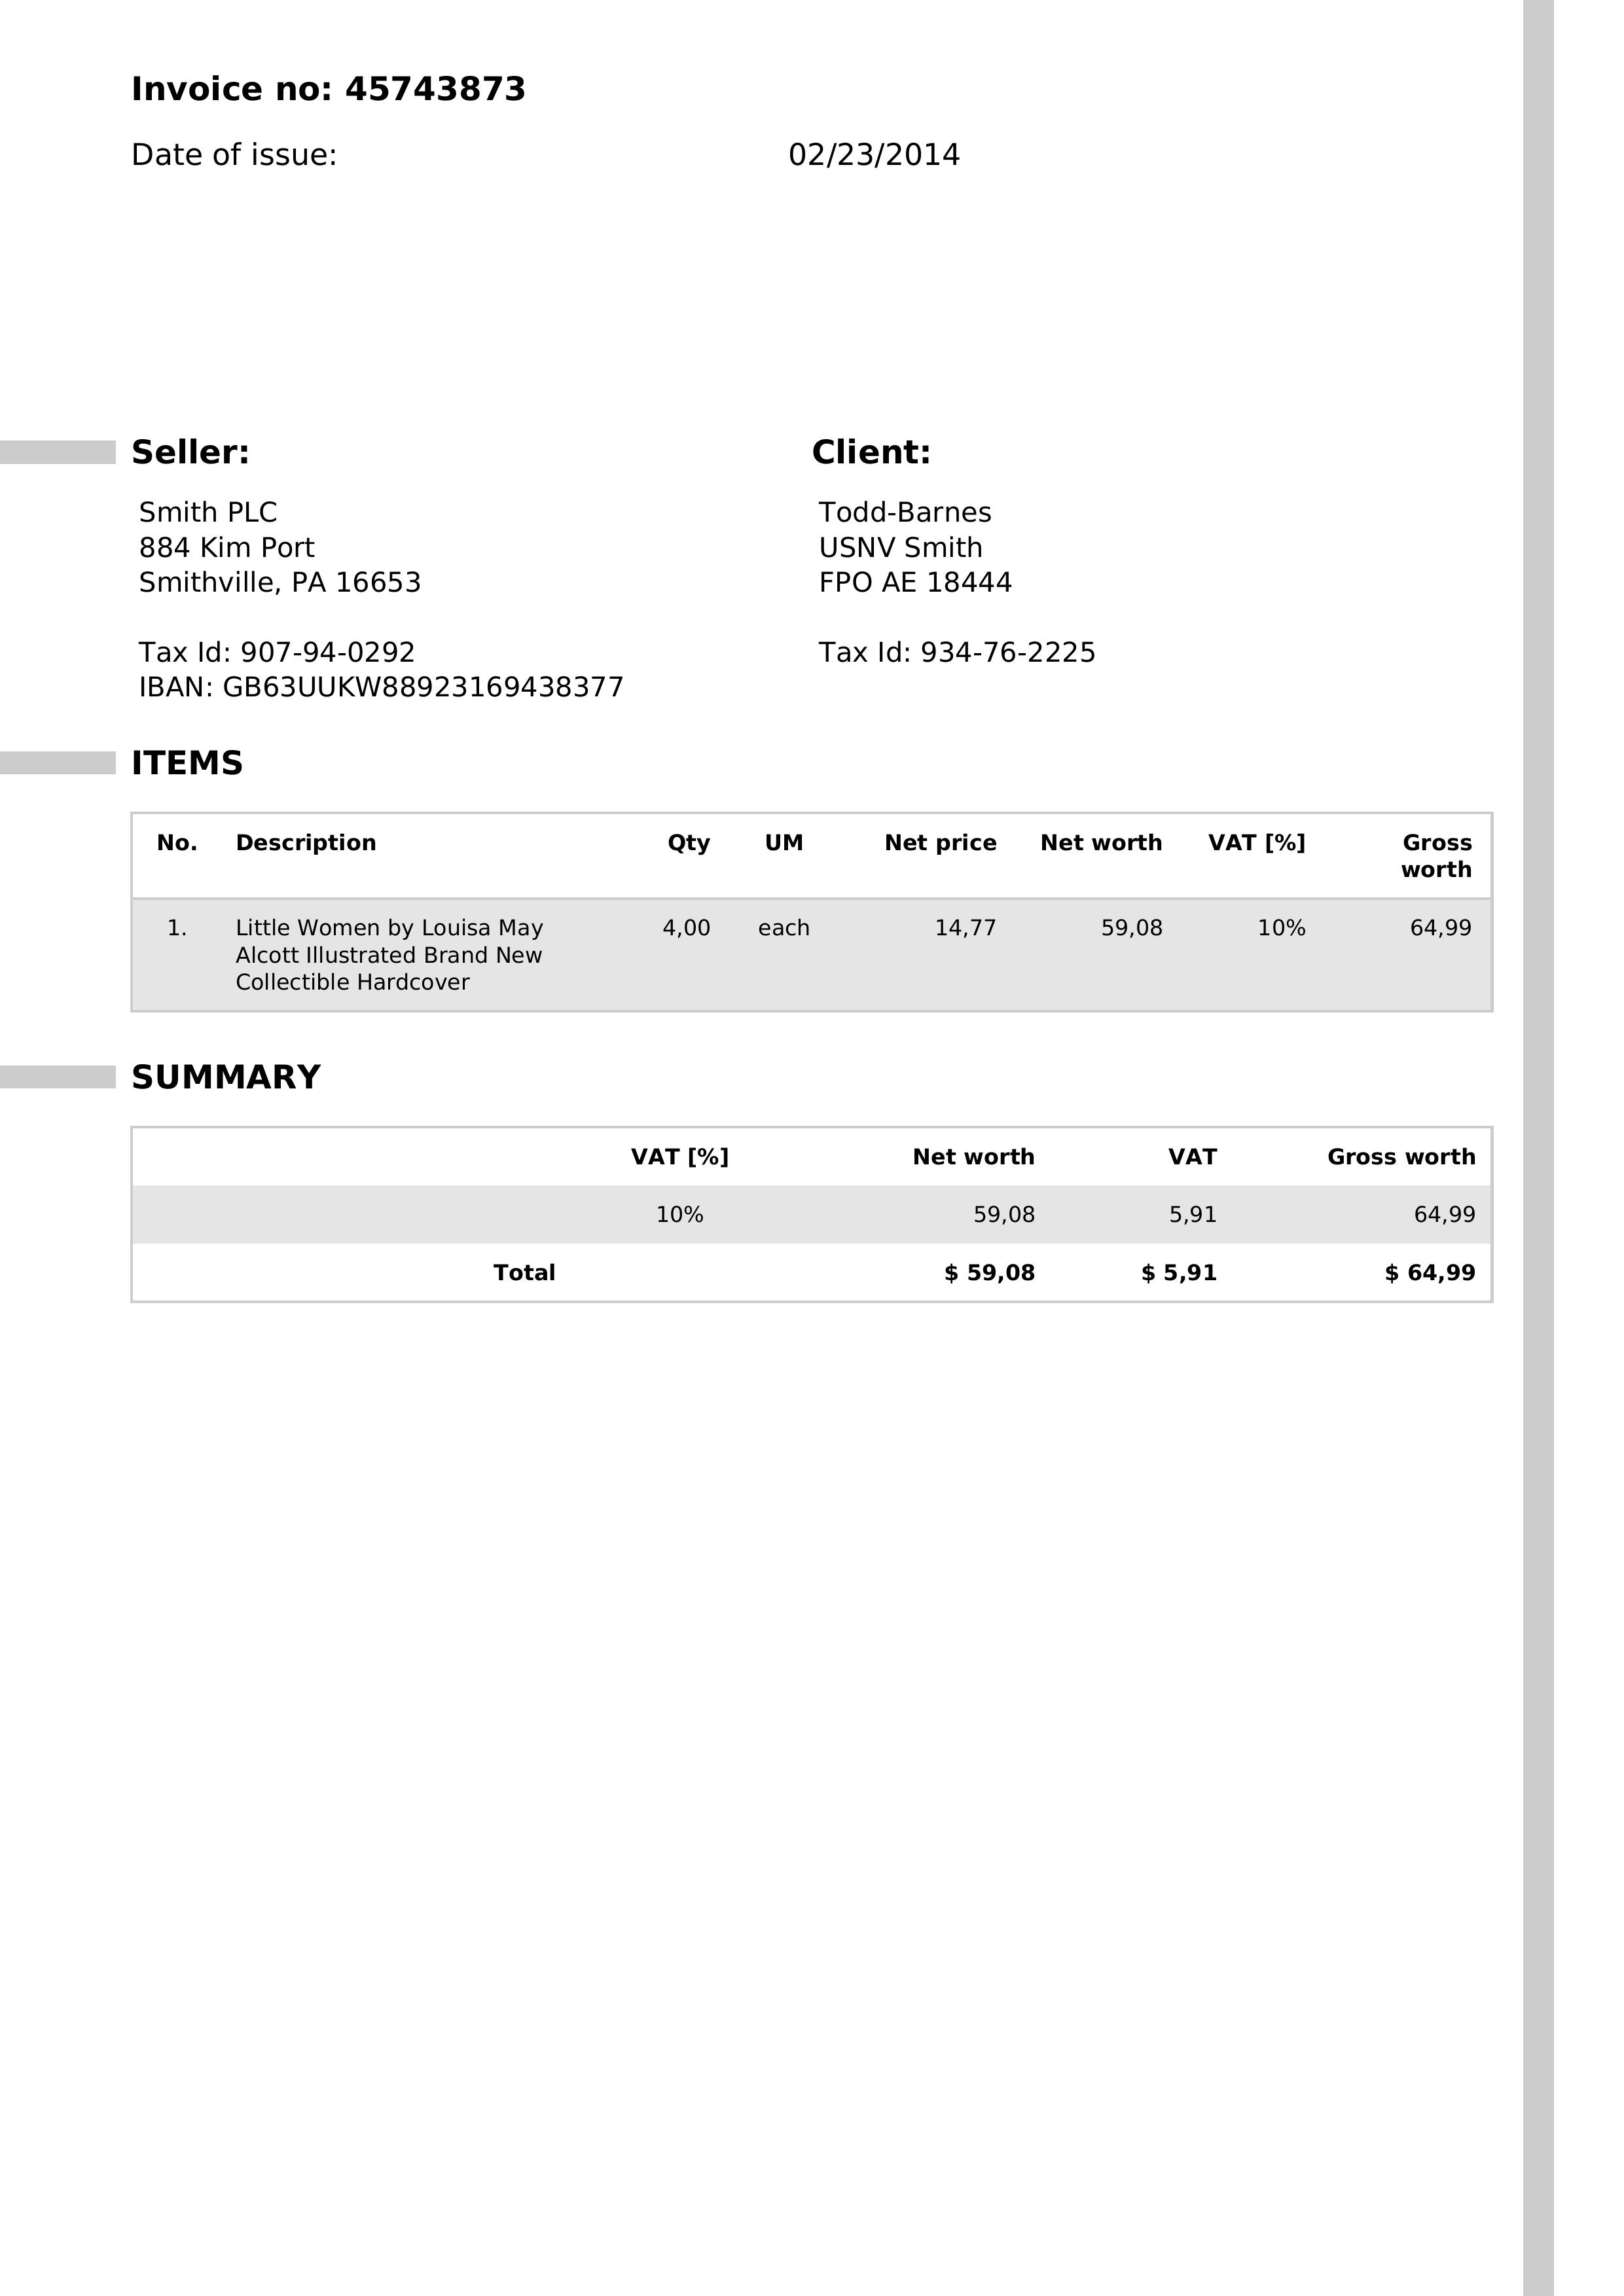 Invoice no: 45743873
Date of issue: 02/23/2014
Seller:
Smith PLC
884 Kim Port
Smithville, PA 16653
Tax Id: 907-94-0292
IBAN: GB63UUKW88923169438377
Client:
Todd-Barnes
USNV Smith
FPO AE 18444
Tax Id: 934-76-2225
ITEMS
No. Description Qty UM Net price Net worth VAT [%] Gross
worth
1. Little Women by Louisa May 4,00 each 14,77 59,08 10% 64,99
Alcott Illustrated Brand New
Collectible Hardcover
SUMMARY
VAT [%] Net worth VAT Gross worth
10% 59,08 5,91 64,99
Total $ 59,08 $ 5,91 $ 64,99